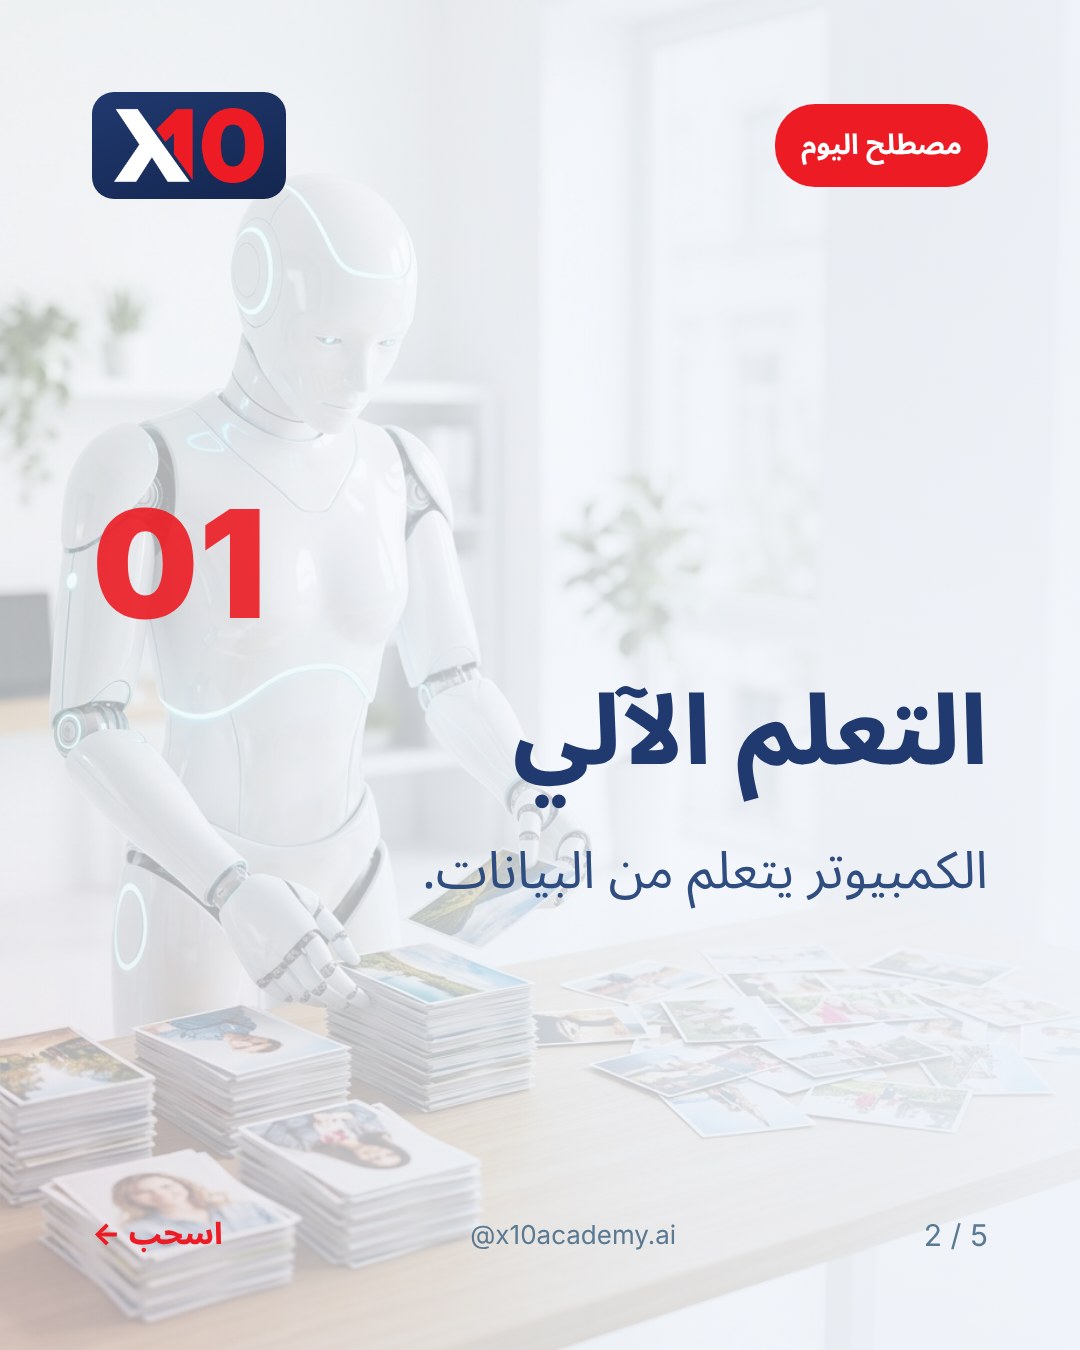 X10
مصطلح اليوم
01
التعلم الآلي
الكمبيوتر يتعلم من البيانات.
اسحب ←
@x10academy.ai
2 / 5